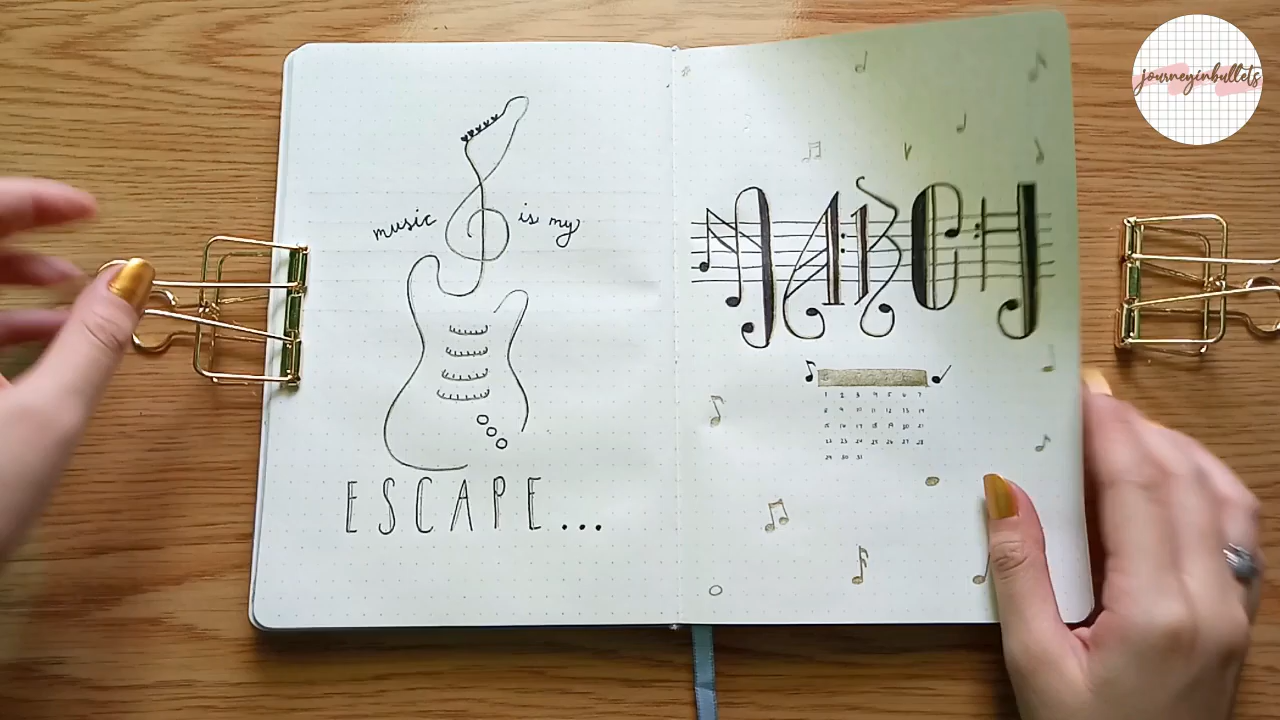 music is my
ESCAPE...
MARCH
1 2 3 4 5 6 7
8 9 10 11 12 13 14
15 16 17 18 19 20 21
22 23 24 25 26 27 28
29 30 31
journeyinbullets